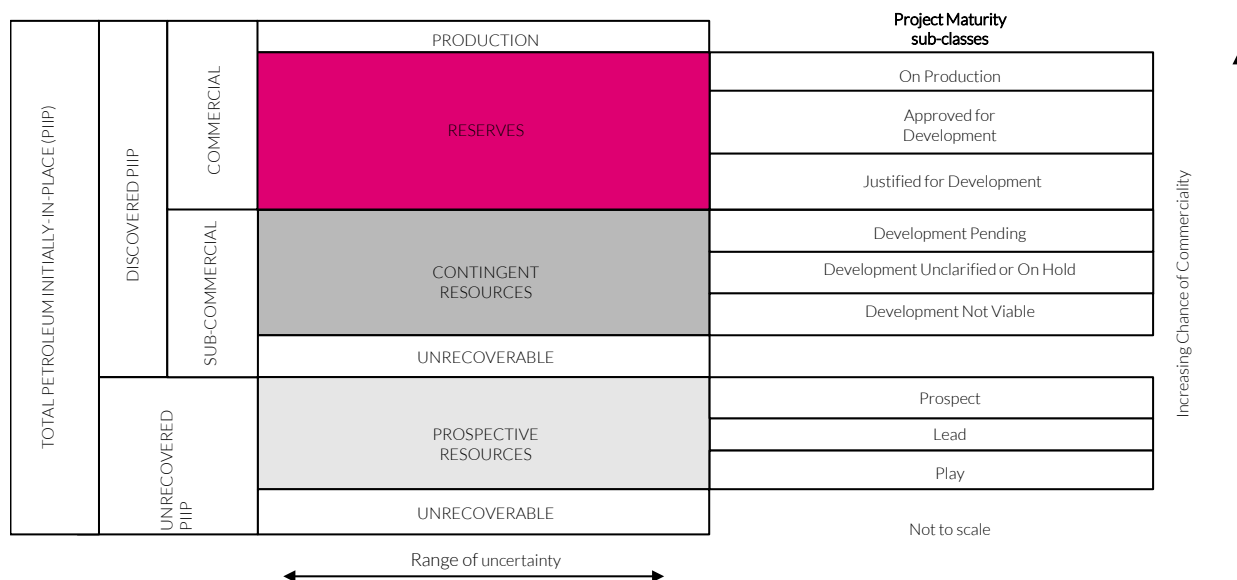 Project Maturity
sub-classes
TOTAL PETROLEUM INITIALLY-IN-PLACE (PIIP)
DISCOVERED PIIP
COMMERCIAL
PRODUCTION
RESERVES
On Production
Approved for
Development
Justified for Development
SUB-COMMERCIAL
CONTINGENT
RESOURCES
Development Pending
Development Unclarified or On Hold
Development Not Viable
UNRECOVERABLE
UNRECOVERED
PIIP
PROSPECTIVE
RESOURCES
Prospect
Lead
Play
UNRECOVERABLE
Increasing Chance of Commerciality
Not to scale
Range of uncertainty